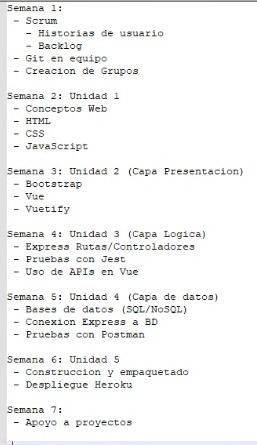 Semana 1:
- Scrum
- Historias de usuario
- Backlog
- Git en equipo
- Creacion de Grupos
Semana 2: Unidad 1
- Conceptos Web
- HTML
- CSS
- JavaScript
Semana 3: Unidad 2 (Capa Presentacion)
- Bootstrap
- Vue
- Vuetify
Semana 4: Unidad 3 (Capa Logica)
- Express Rutas/Controladores
- Pruebas con Jest
- Uso de APIs en Vue
Semana 5: Unidad 4 (Capa de datos)
- Bases de datos (SQL/NoSQL)
- Conexion Express a BD
- Pruebas con Postman
Semana 6: Unidad 5
- Construccion y empaquetado
- Despliegue Heroku
Semana 7:
- Apoyo a proyectos